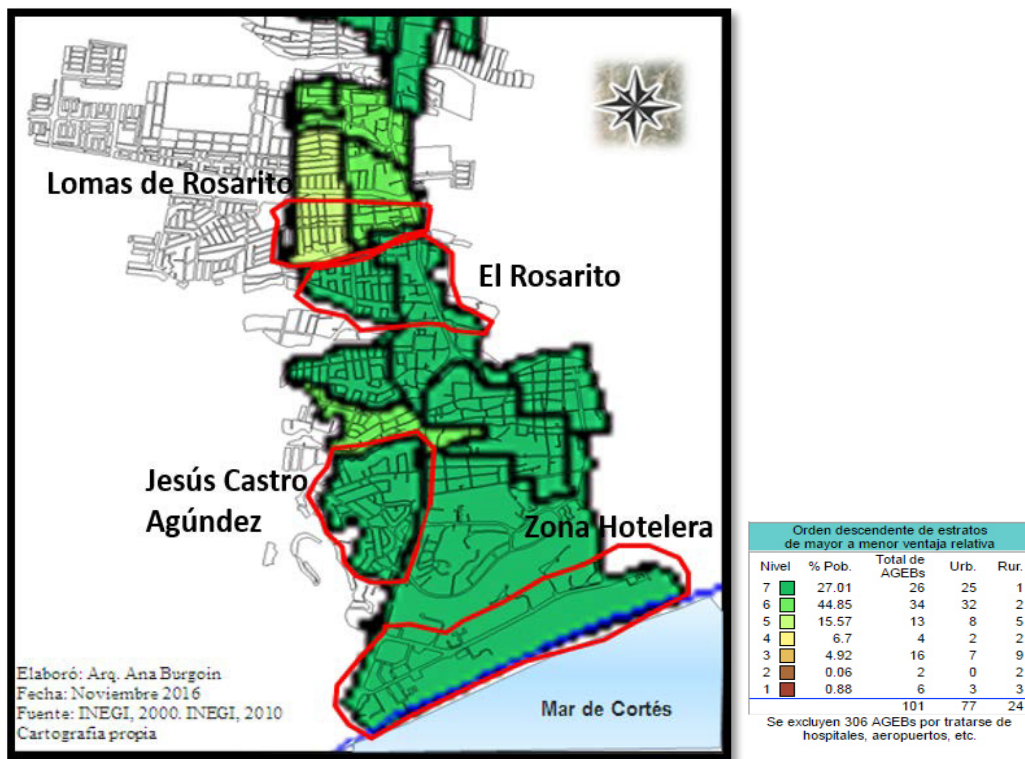 Lomas de Rosarito
El Rosarito
Jesús Castro
Agúndez
Zona Hotelera
Elaboró: Arq. Ana Burgoin
Fecha: Noviembre 2016
Fuente: INEGI, 2000. INEGI, 2010
Cartografia propia
Mar de Cortés
Orden descendente de estratos
de mayor a menor ventaja relativa
Nivel % Pob. Total de AGEBs Urb. Rur.
7 27.01 26 25 1
6 44.85 34 32 2
5 15.57 13 8 5
4 6.7 4 2 2
3 4.92 16 7 9
2 0.06 2 0 2
1 0.88 6 3 3
101 77 24
Se excluyen 306 AGEBs por tratarse de
hospitales, aeropuertos, etc.